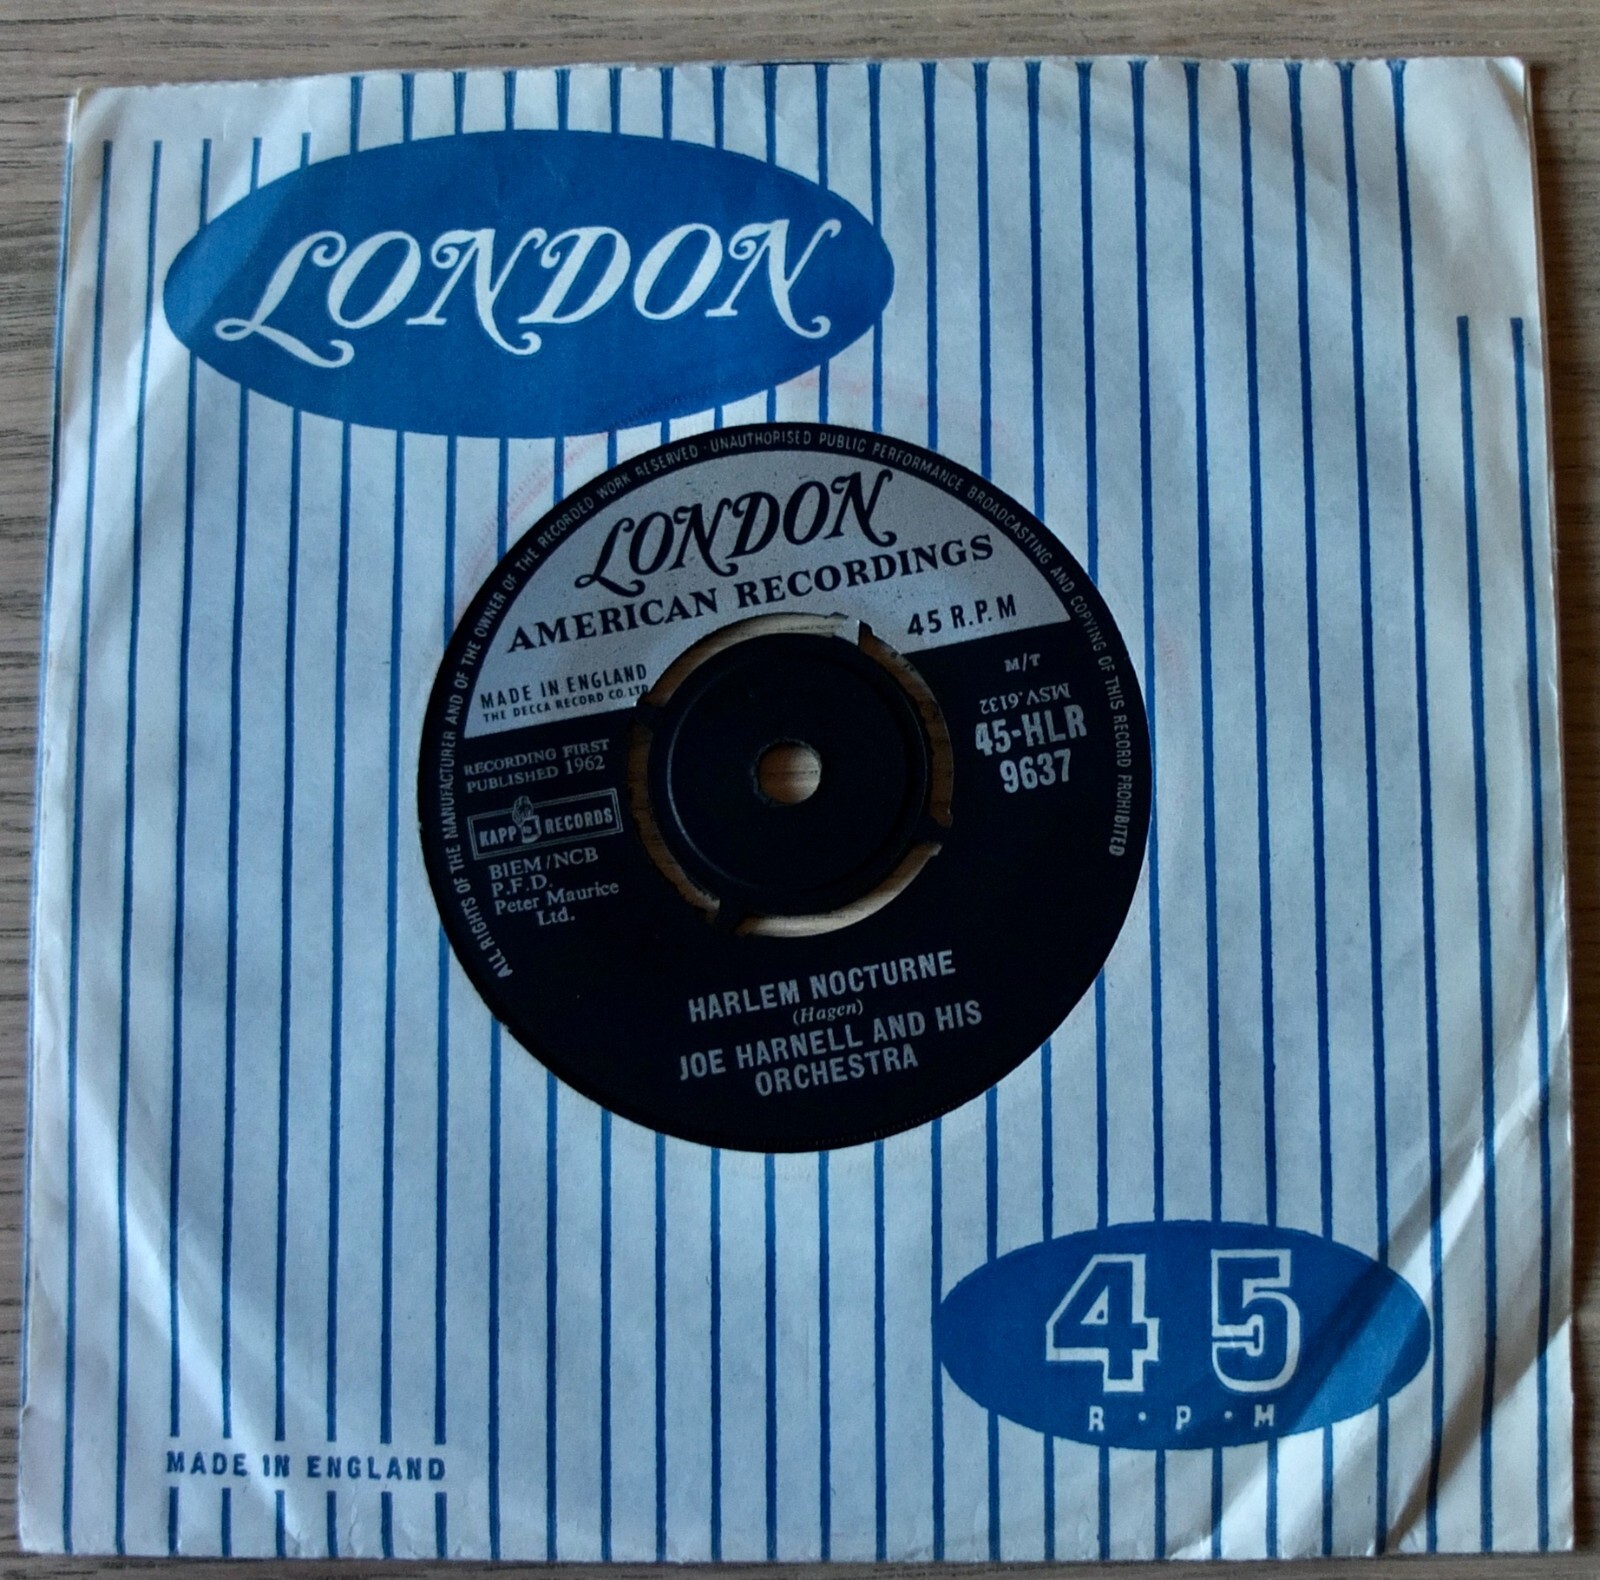 LONDON
ALL RIGHTS OF THE MANUFACTURER AND OF THE OWNER OF THE RECORDED WORK RESERVED · UNAUTHORISED PUBLIC PERFORMANCE BROADCASTING AND COPYING OF THIS RECORD PROHIBITED
LONDON
AMERICAN RECORDINGS
45 R.P.M
MADE IN ENGLAND
THE DECCA RECORD CO. LTD
M/T
MSV.6132
45-HLR
9637
RECORDING FIRST
PUBLISHED 1962
KAPP RECORDS
BIEM/NCB
P.F.D.
Peter Maurice
Ltd.
HARLEM NOCTURNE
(Hagen)
JOE HARNELL AND HIS
ORCHESTRA
45
R·P·M
MADE IN ENGLAND